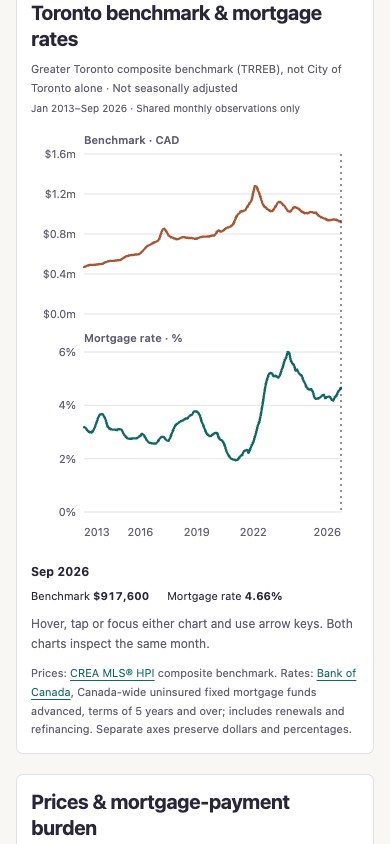 Toronto benchmark & mortgage
rates
Greater Toronto composite benchmark (TRREB), not City of
Toronto alone · Not seasonally adjusted
Jan 2013–Sep 2026 · Shared monthly observations only
Benchmark · CAD
$1.6m
$1.2m
$0.8m
$0.4m
$0.0m
Mortgage rate · %
6%
4%
2%
0%
2013 2016 2019 2022 2026
Sep 2026
Benchmark $917,600 Mortgage rate 4.66%
Hover, tap or focus either chart and use arrow keys. Both
charts inspect the same month.
Prices: CREA MLS® HPI composite benchmark. Rates: Bank of
Canada, Canada-wide uninsured fixed mortgage funds
advanced, terms of 5 years and over; includes renewals and
refinancing. Separate axes preserve dollars and percentages.
Prices & mortgage-payment
burden